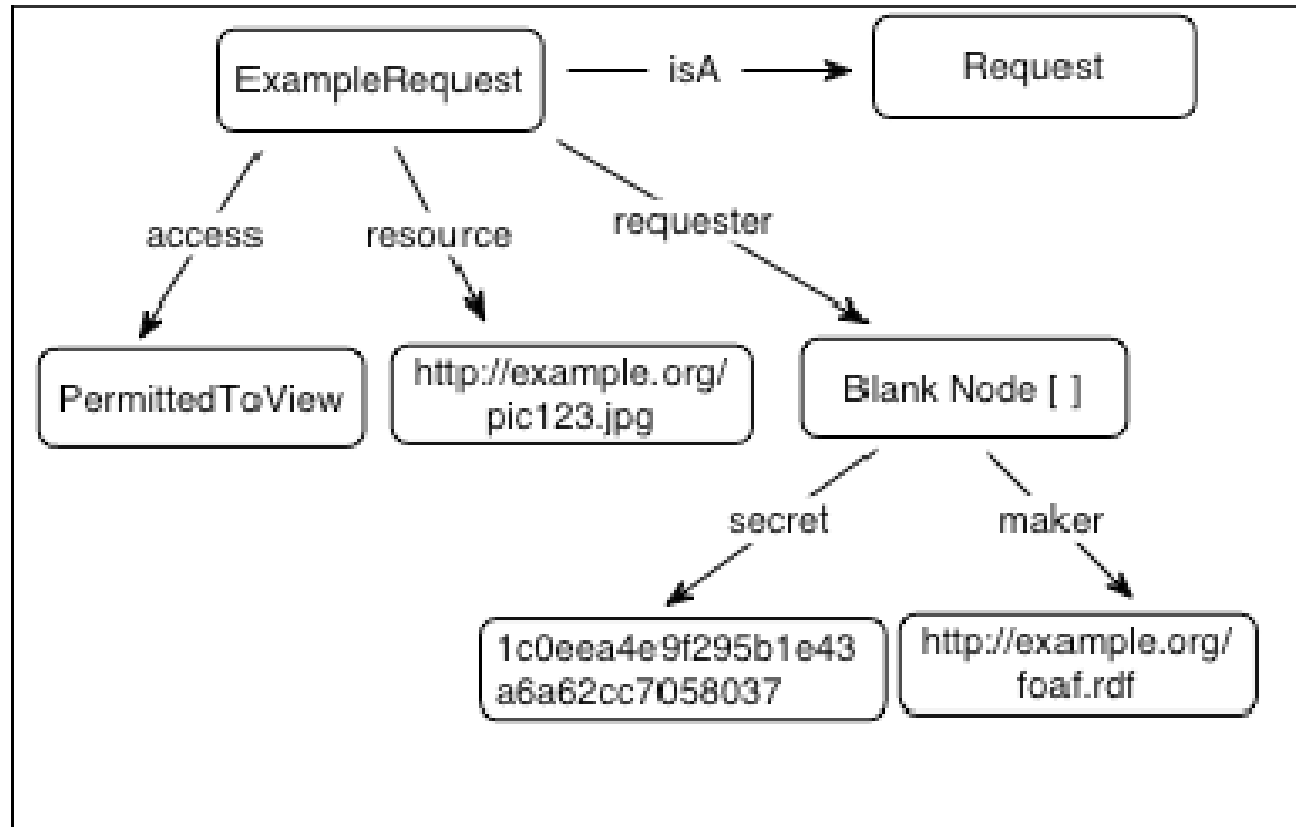 ExampleRequest
isA
Request
access
resource
requester
PermittedToView
http://example.org/
pic123.jpg
Blank Node [ ]
secret
maker
1c0eea4e9f295b1e43
a6a62cc7058037
http://example.org/
foaf.rdf